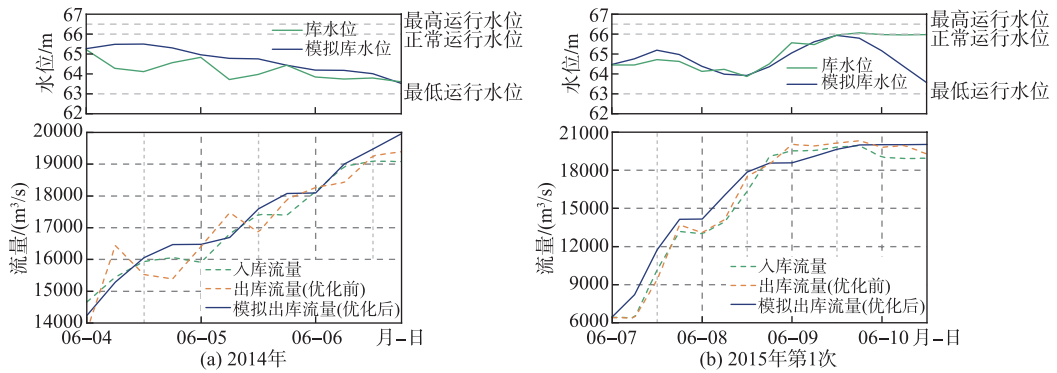 67
66
65
64
63
62
水位/m
库水位
模拟库水位
最高运行水位
正常运行水位
最低运行水位
20000
19000
18000
17000
16000
15000
14000
流量/(m³/s)
入库流量
出库流量(优化前)
模拟出库流量(优化后)
06-04
06-05
06-06
月-日
(a) 2014年
67
66
65
64
63
62
水位/m
库水位
模拟库水位
最高运行水位
正常运行水位
最低运行水位
21000
18000
15000
12000
9000
6000
流量/(m³/s)
入库流量
出库流量(优化前)
模拟出库流量(优化后)
06-07
06-08
06-09
06-10
月-日
(b) 2015年第1次